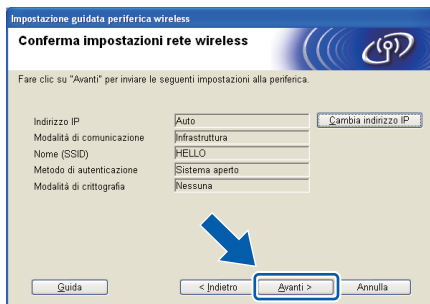 Impostazione guidata periferica wireless
Conferma impostazioni rete wireless
Fare clic su "Avanti" per inviare le seguenti impostazioni alla periferica.
Indirizzo IP Auto Cambia indirizzo IP
Modalità di comunicazione Infrastruttura
Nome (SSID) HELLO
Metodo di autenticazione Sistema aperto
Modalità di crittografia Nessuna
Guida < Indietro Avanti > Annulla